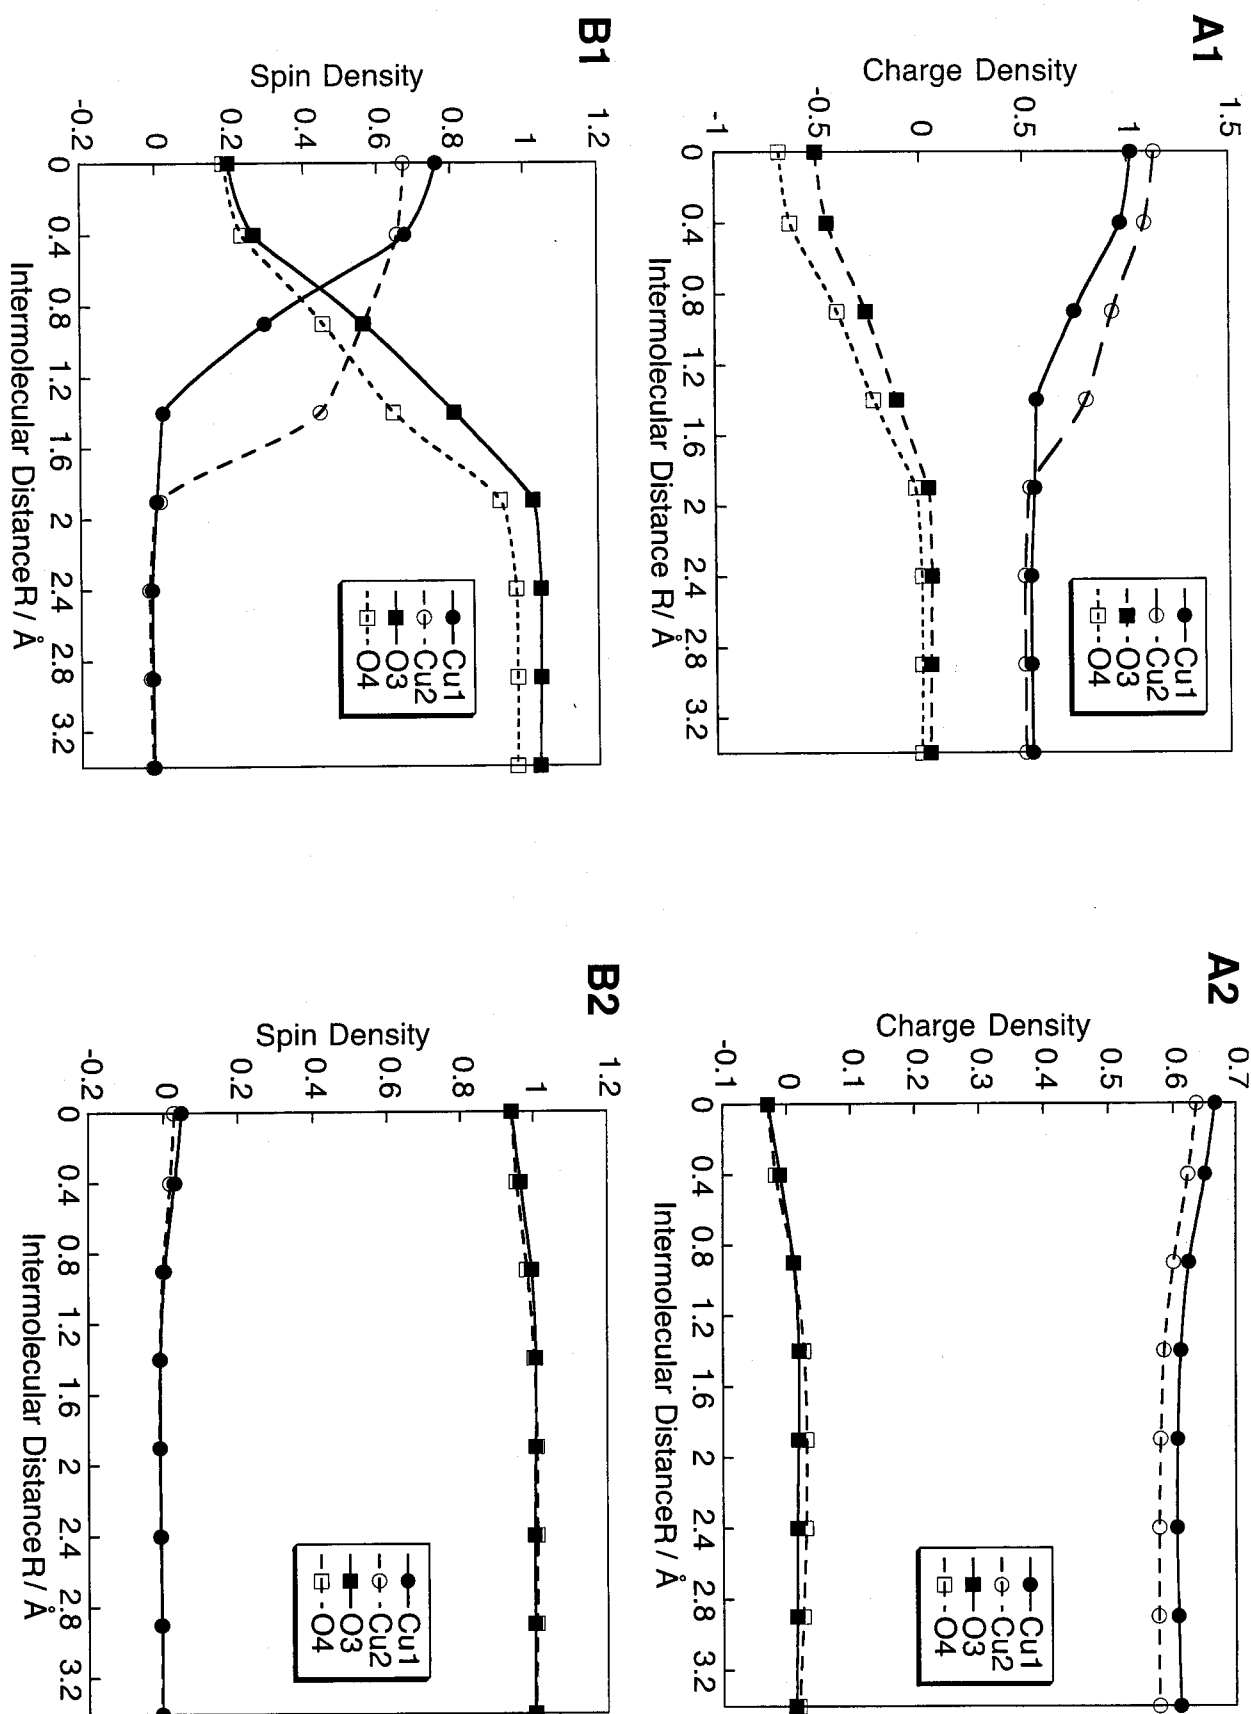 A1
Charge Density
1.5
1
0.5
0
-0.5
-1
0 0.4 0.8 1.2 1.6 2 2.4 2.8 3.2
Intermolecular Distance R/ Å
Cu1
Cu2
O3
O4
A2
Charge Density
0.7
0.6
0.5
0.4
0.3
0.2
0.1
0
-0.1
0 0.4 0.8 1.2 1.6 2 2.4 2.8 3.2
Intermolecular Distance R/ Å
Cu1
Cu2
O3
O4
B1
Spin Density
1.2
1
0.8
0.6
0.4
0.2
0
-0.2
0 0.4 0.8 1.2 1.6 2 2.4 2.8 3.2
Intermolecular Distance R/ Å
Cu1
Cu2
O3
O4
B2
Spin Density
1.2
1
0.8
0.6
0.4
0.2
0
-0.2
0 0.4 0.8 1.2 1.6 2 2.4 2.8 3.2
Intermolecular Distance R/ Å
Cu1
Cu2
O3
O4